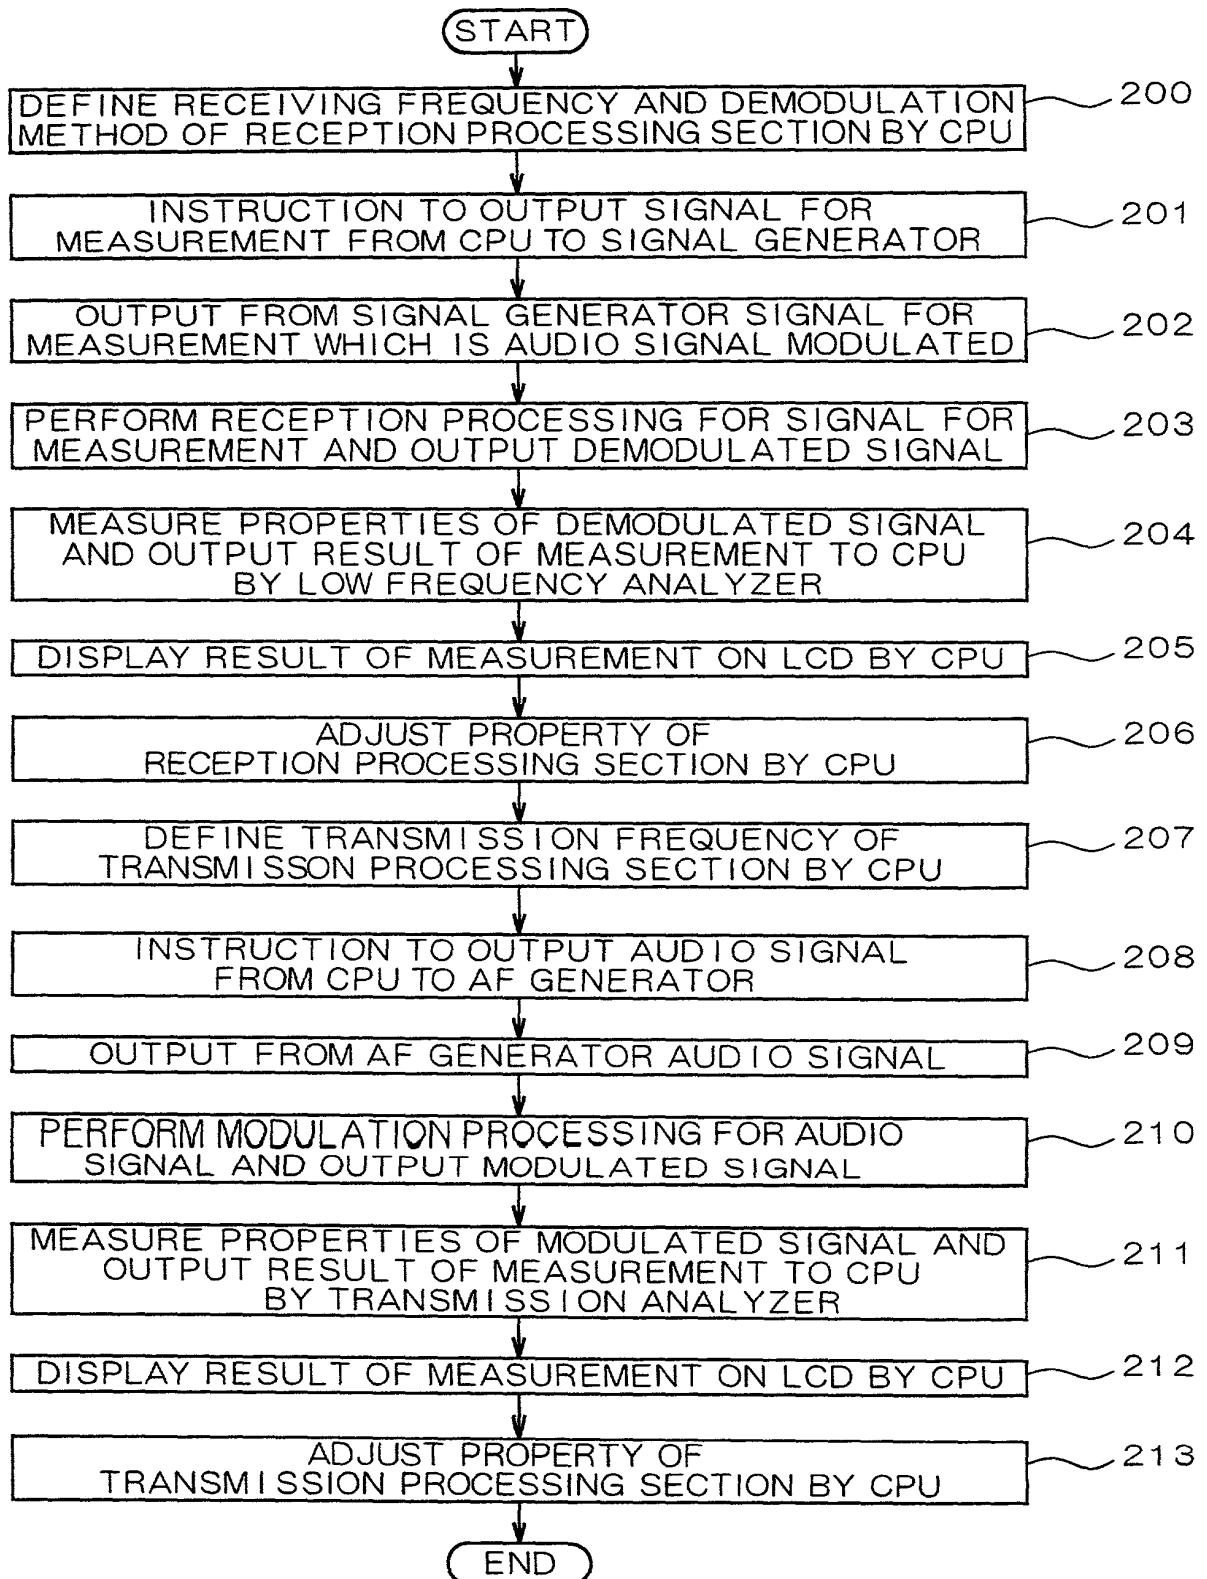 START
DEFINE RECEIVING FREQUENCY AND DEMODULATION
METHOD OF RECEPTION PROCESSING SECTION BY CPU
200
INSTRUCTION TO OUTPUT SIGNAL FOR
MEASUREMENT FROM CPU TO SIGNAL GENERATOR
201
OUTPUT FROM SIGNAL GENERATOR SIGNAL FOR
MEASUREMENT WHICH IS AUDIO SIGNAL MODULATED
202
PERFORM RECEPTION PROCESSING FOR SIGNAL FOR
MEASUREMENT AND OUTPUT DEMODULATED SIGNAL
203
MEASURE PROPERTIES OF DEMODULATED SIGNAL
AND OUTPUT RESULT OF MEASUREMENT TO CPU
BY LOW FREQUENCY ANALYZER
204
DISPLAY RESULT OF MEASUREMENT ON LCD BY CPU
205
ADJUST PROPERTY OF
RECEPTION PROCESSING SECTION BY CPU
206
DEFINE TRANSMISSION FREQUENCY OF
TRANSMISSON PROCESSING SECTION BY CPU
207
INSTRUCTION TO OUTPUT AUDIO SIGNAL
FROM CPU TO AF GENERATOR
208
OUTPUT FROM AF GENERATOR AUDIO SIGNAL
209
PERFORM MODULATION PROCESSING FOR AUDIO
SIGNAL AND OUTPUT MODULATED SIGNAL
210
MEASURE PROPERTIES OF MODULATED SIGNAL AND
OUTPUT RESULT OF MEASUREMENT TO CPU
BY TRANSMISSION ANALYZER
211
DISPLAY RESULT OF MEASUREMENT ON LCD BY CPU
212
ADJUST PROPERTY OF
TRANSMISSION PROCESSING SECTION BY CPU
213
END